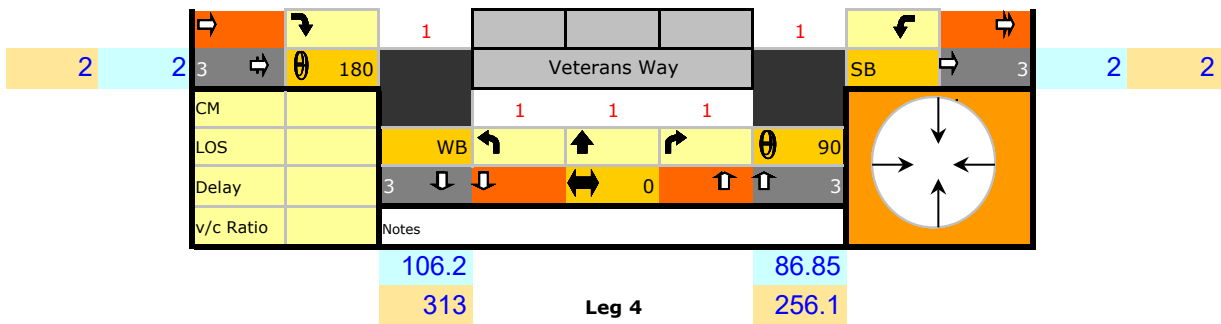 1 1
2 2 3 θ 180 Veterans Way SB 3 2 2
CM 1 1 1
LOS WB θ 90
Delay 3 0 3
v/c Ratio Notes
106.2 86.85
313 Leg 4 256.1